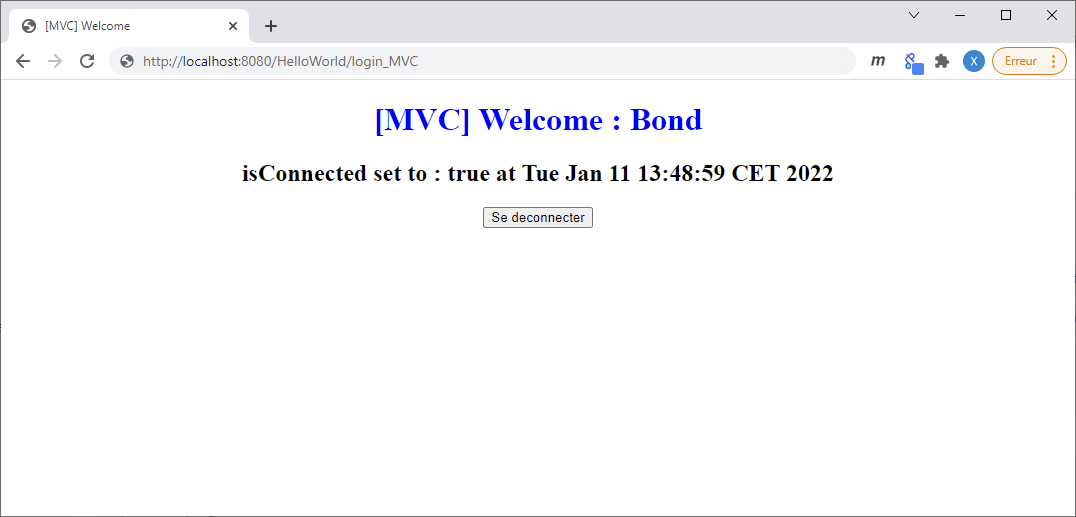 [MVC] Welcome
http://localhost:8080/HelloWorld/login_MVC
m
X
Erreur
[MVC] Welcome : Bond
isConnected set to : true at Tue Jan 11 13:48:59 CET 2022
Se deconnecter